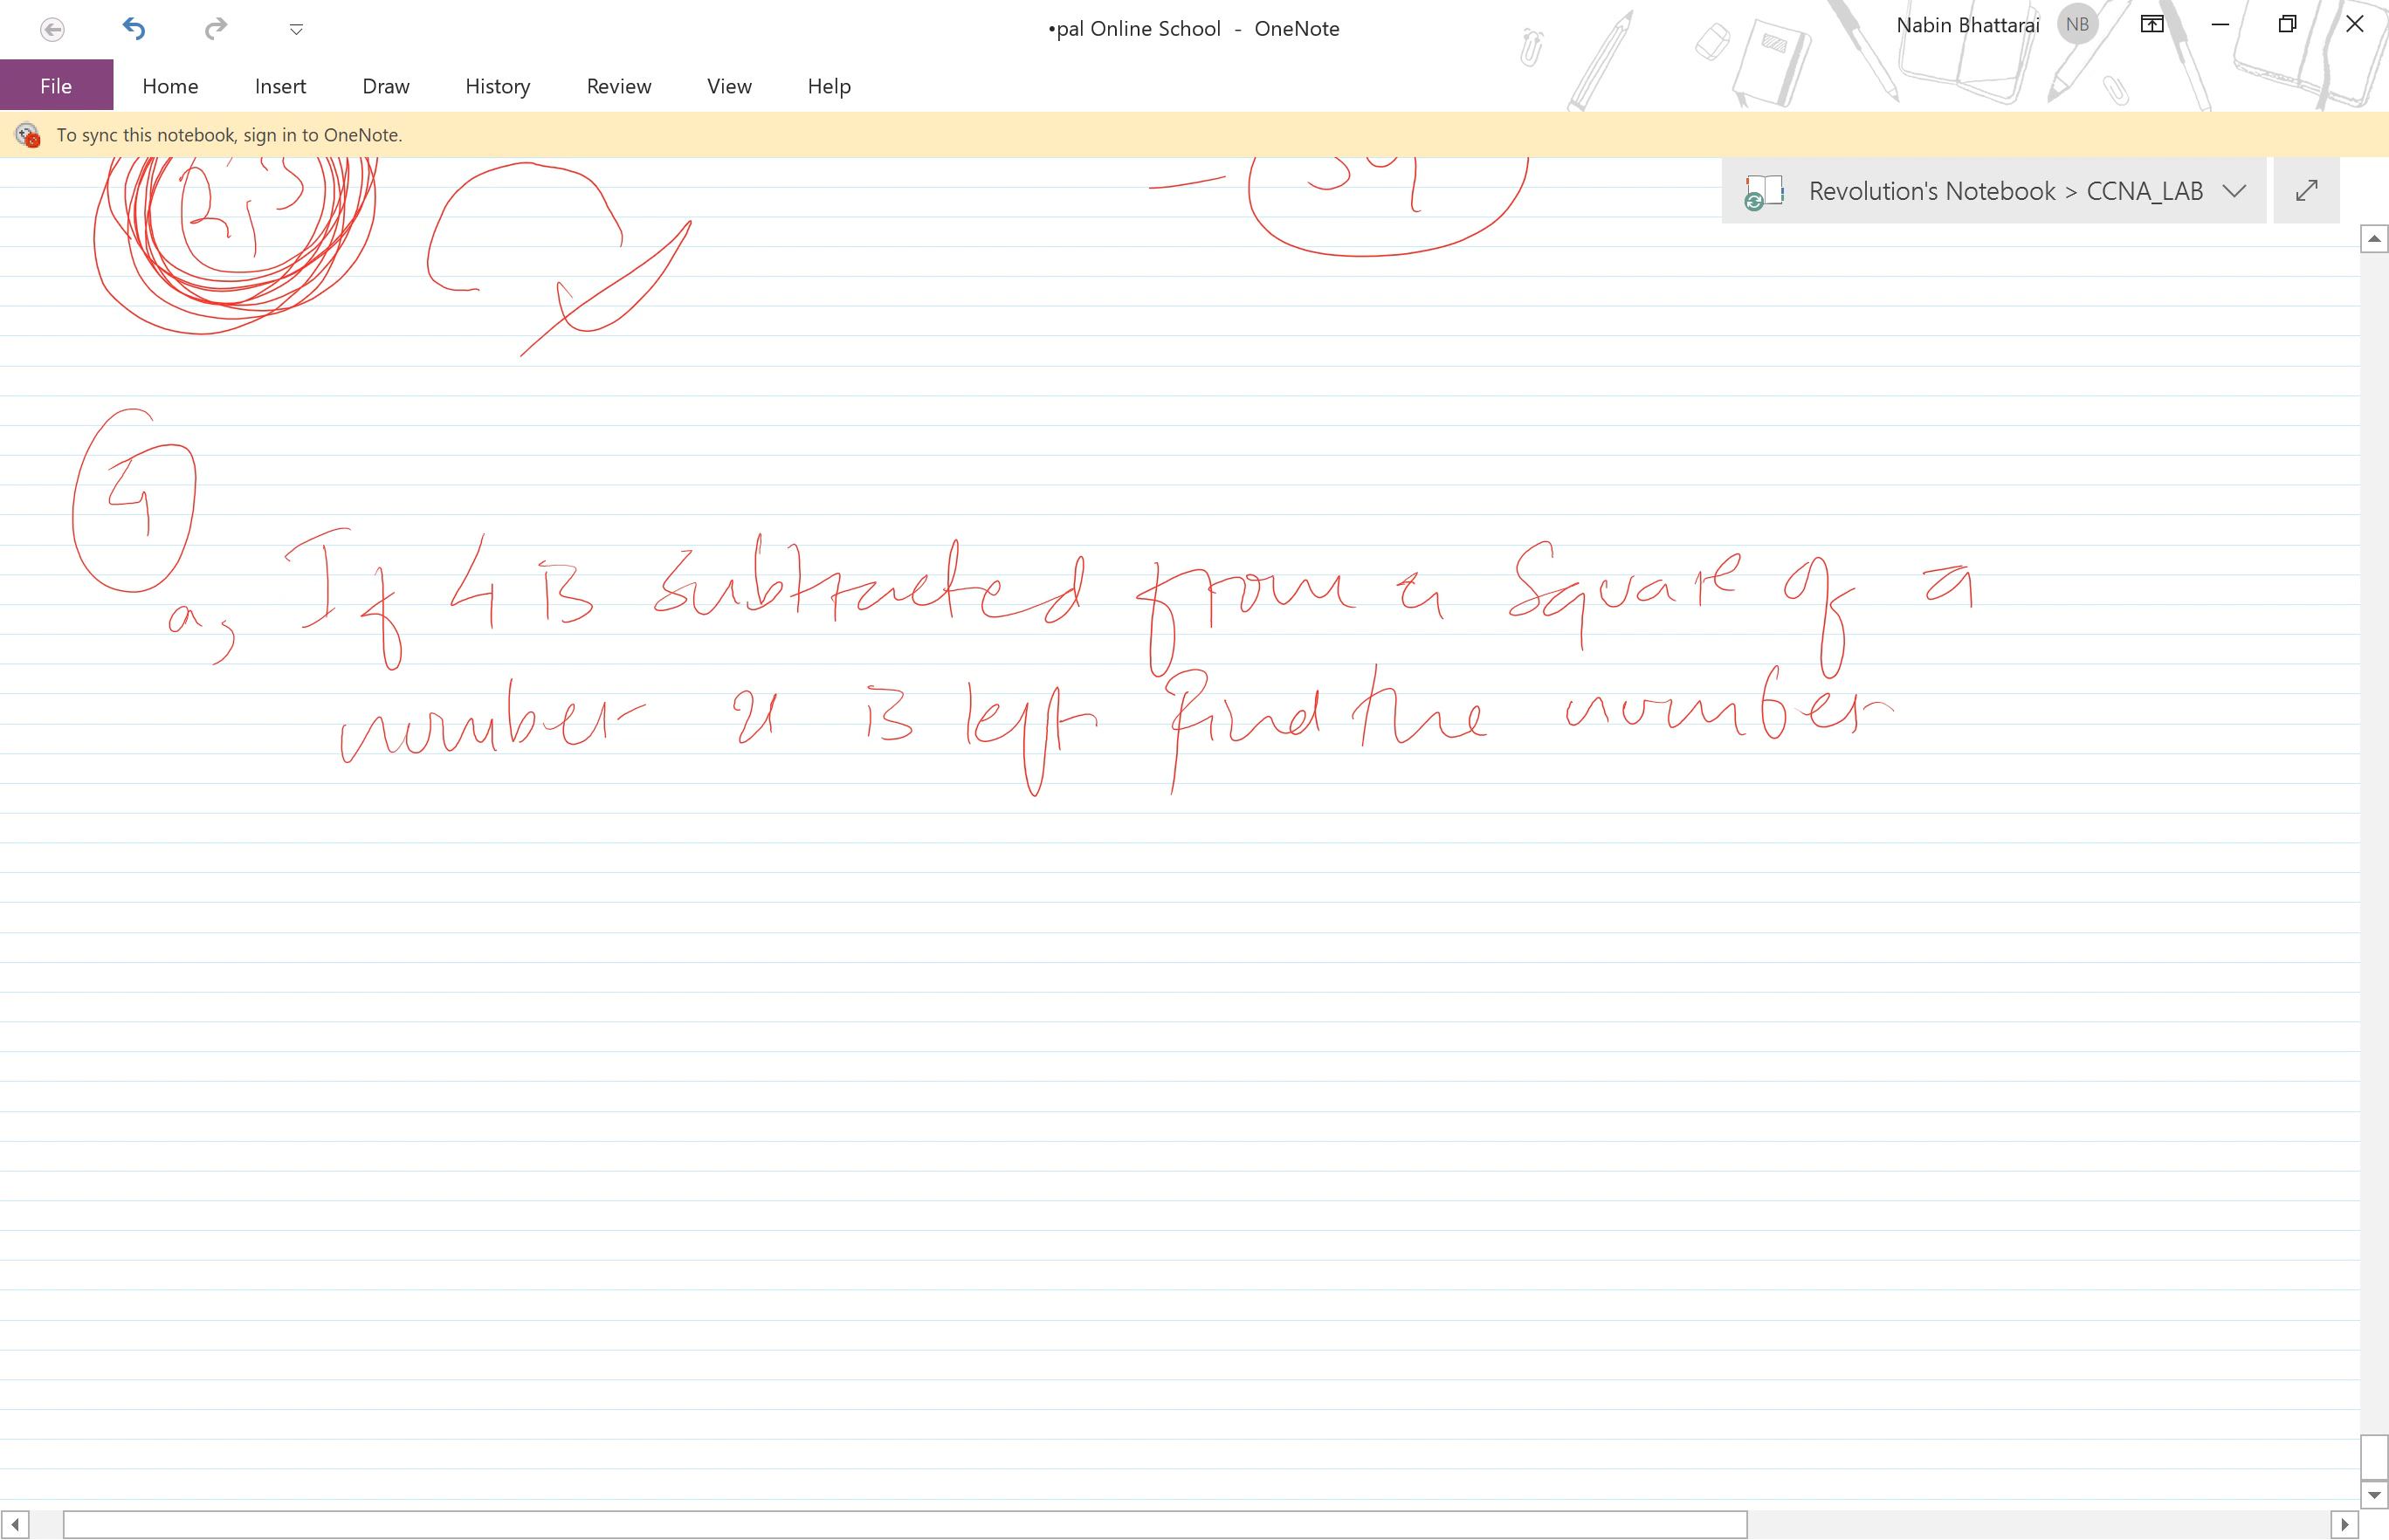 •pal Online School - OneNote
Nabin Bhattarai NB
File Home Insert Draw History Review View Help
To sync this notebook, sign in to OneNote.
Revolution's Notebook > CCNA_LAB
4
a, If 4 is subtracted from a Square of a
number is left find the number